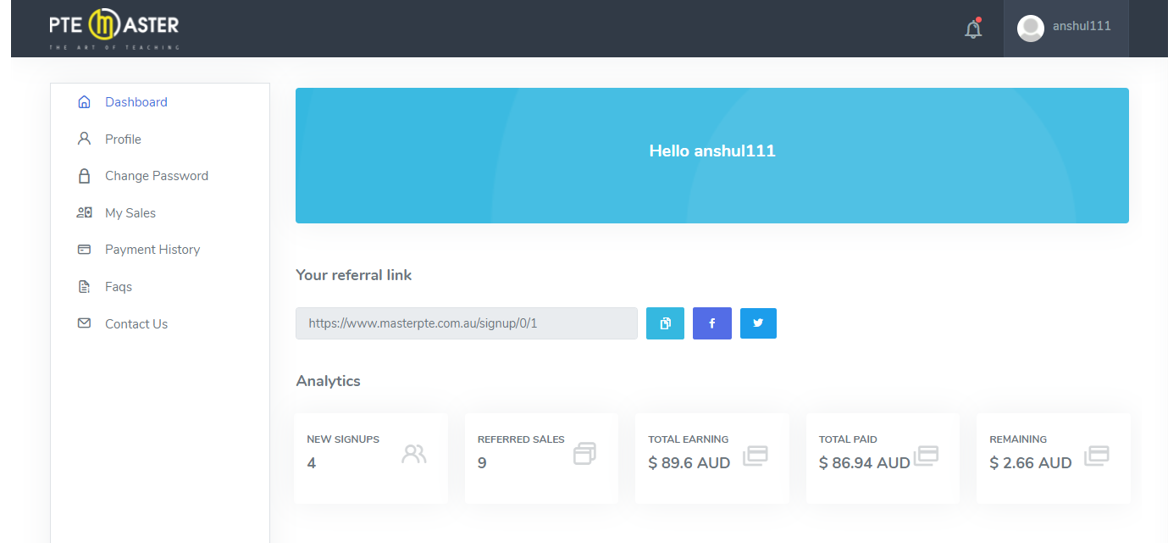 PTE MASTER
THE ART OF TEACHING
anshul111
Dashboard
Profile
Change Password
My Sales
Payment History
Faqs
Contact Us
Hello anshul111
Your referral link
https://www.masterpte.com.au/signup/0/1
Analytics
NEW SIGNUPS
4
REFERRED SALES
9
TOTAL EARNING
$ 89.6 AUD
TOTAL PAID
$ 86.94 AUD
REMAINING
$ 2.66 AUD